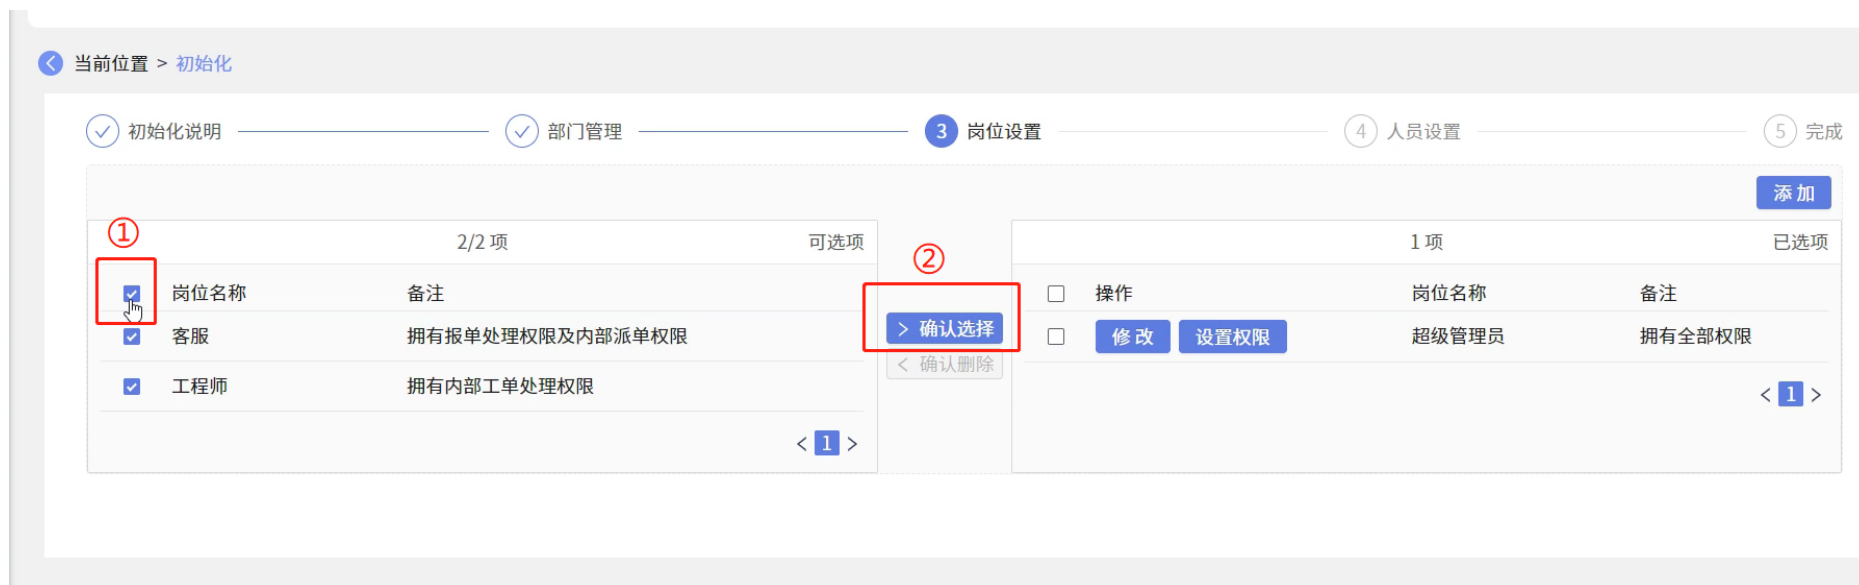 当前位置 > 初始化
初始化说明 部门管理 3 岗位设置 4 人员设置 5 完成
添加
① 2/2 项 可选项 ② 1 项 已选项
岗位名称 备注 操作 岗位名称 备注
客服 拥有报单处理权限及内部派单权限 > 确认选择 修改 设置权限 超级管理员 拥有全部权限
< 确认删除
工程师 拥有内部工单处理权限 < 1 >
< 1 >